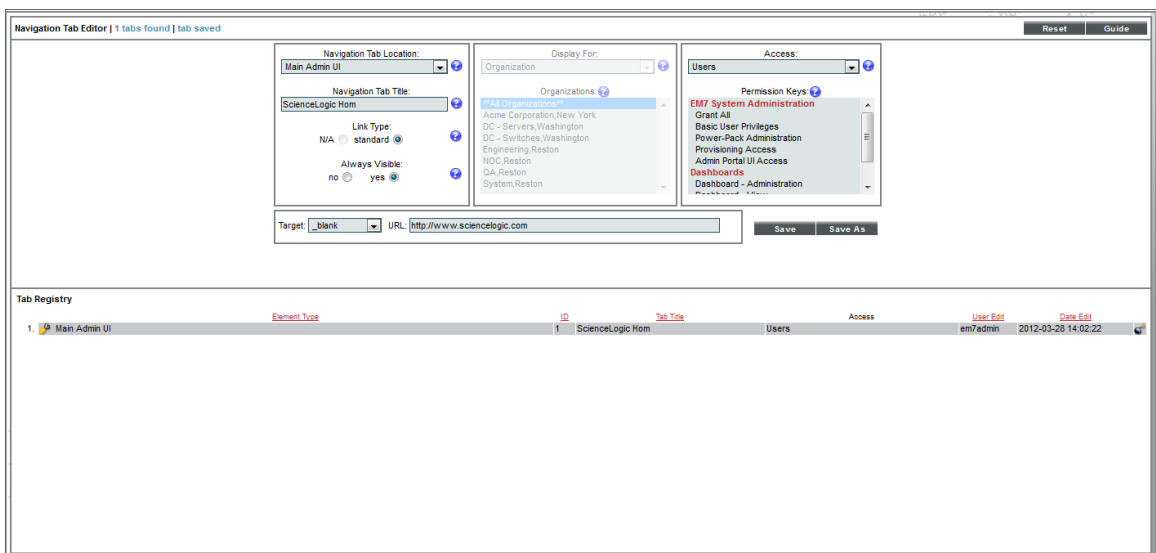 Navigation Tab Editor | 1 tabs found | tab saved
Reset
Guide
Navigation Tab Location:
Main Admin UI
Navigation Tab Title:
ScienceLogic Hom
Link Type:
N/A standard
Always Visible:
no yes
Display For:
Organization
Organizations:
**All Organizations**
Acme Corporation,New York
DC - Servers,Washington
DC - Switches,Washington
Engineering,Reston
NOC,Reston
QA,Reston
System,Reston
Access:
Users
Permission Keys:
EM7 System Administration
Grant All
Basic User Privileges
Power-Pack Administration
Provisioning Access
Admin Portal UI Access
Dashboards
Dashboard - Administration
Dashboard - View
Target: _blank URL: http://www.sciencelogic.com
Save
Save As
Tab Registry
Element Type ID Tab Title Access User Edit Date Edit
1. Main Admin UI 1 ScienceLogic Hom Users em7admin 2012-03-28 14:02:22